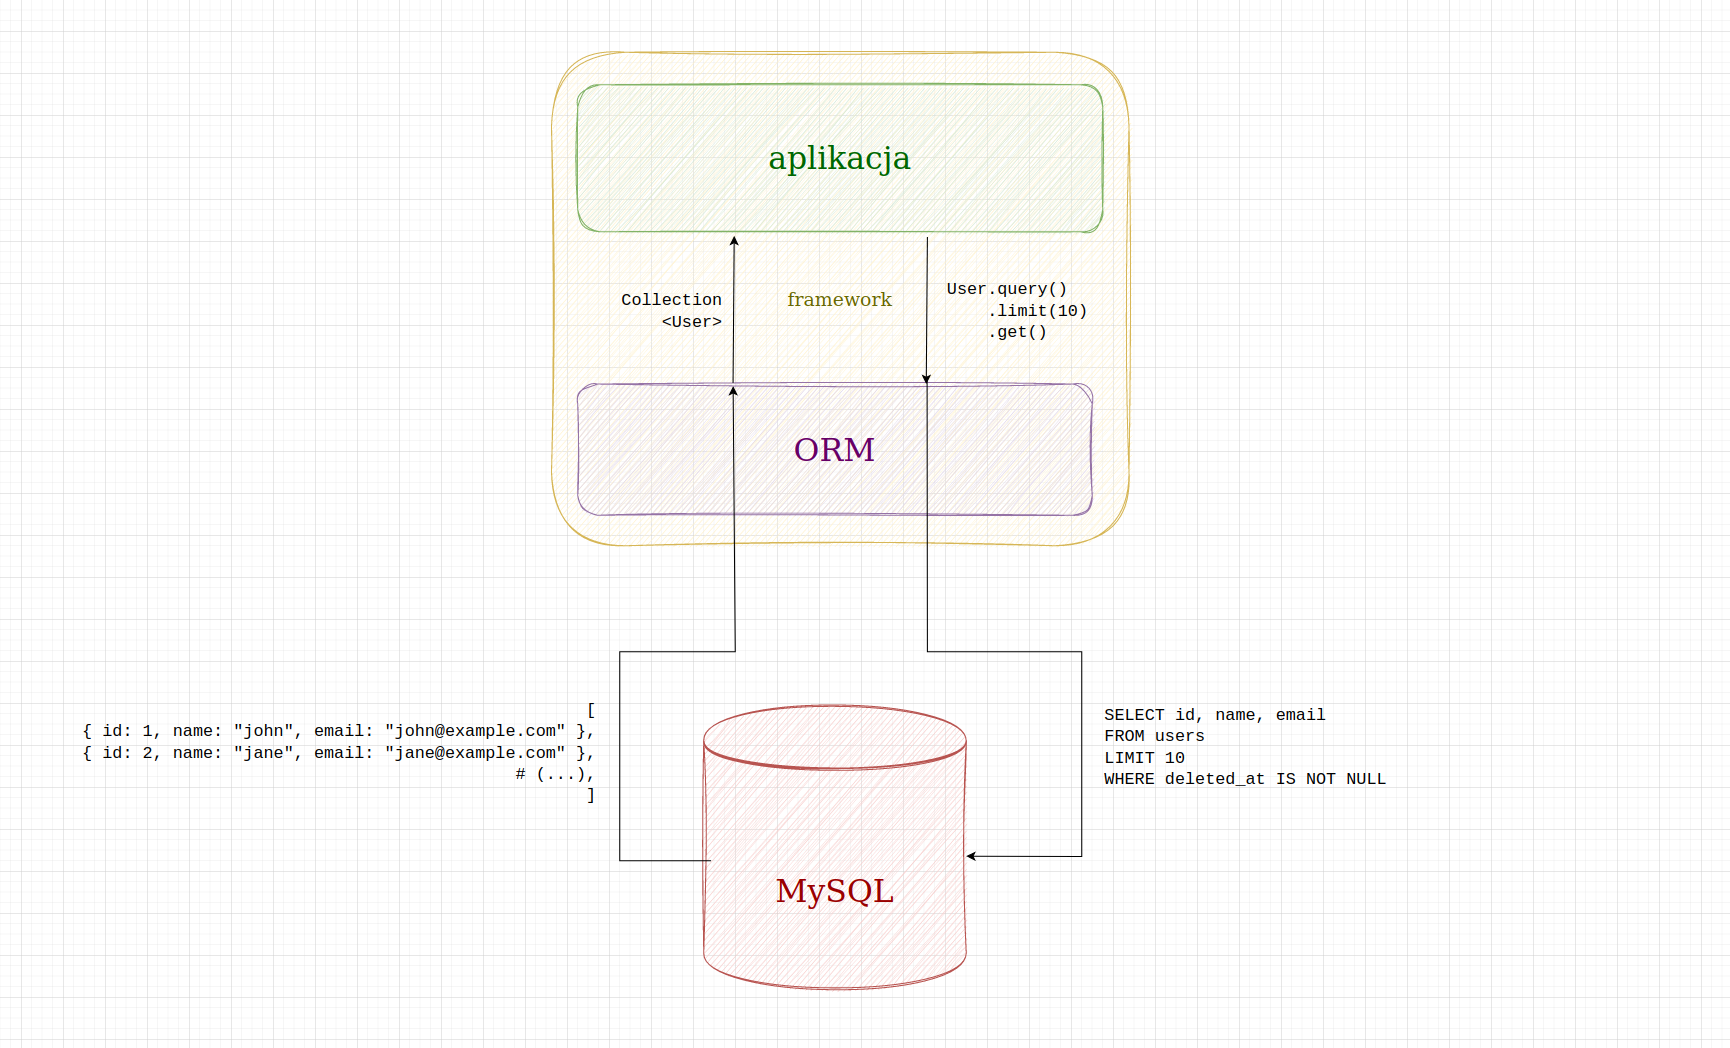 aplikacja
Collection
<User>
framework
User.query()
.limit(10)
.get()
ORM
[
{ id: 1, name: "john", email: "john@example.com" },
{ id: 2, name: "jane", email: "jane@example.com" },
# (...),
]
SELECT id, name, email
FROM users
LIMIT 10
WHERE deleted_at IS NOT NULL
MySQL